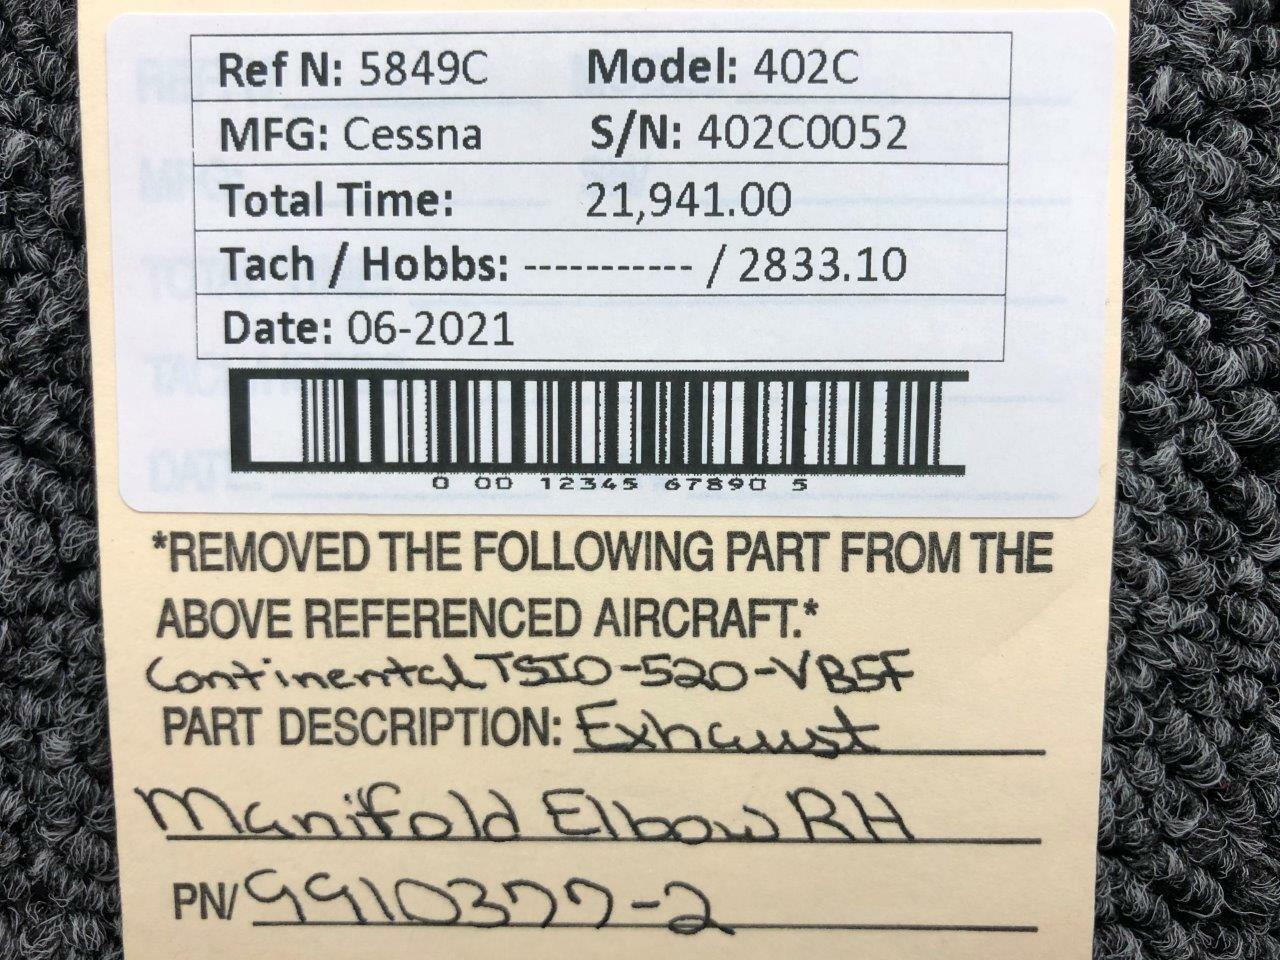 Ref N: 5849C Model: 402C
MFG: Cessna S/N: 402C0052
Total Time: 21,941.00
Tach / Hobbs: ----------- / 2833.10
Date: 06-2021
0 00 12345 67890 5
*REMOVED THE FOLLOWING PART FROM THE
ABOVE REFERENCED AIRCRAFT.*
Continental TSIO-520-VB5F
PART DESCRIPTION: Exhaust
Manifold Elbow RH
PN/ 9910377-2